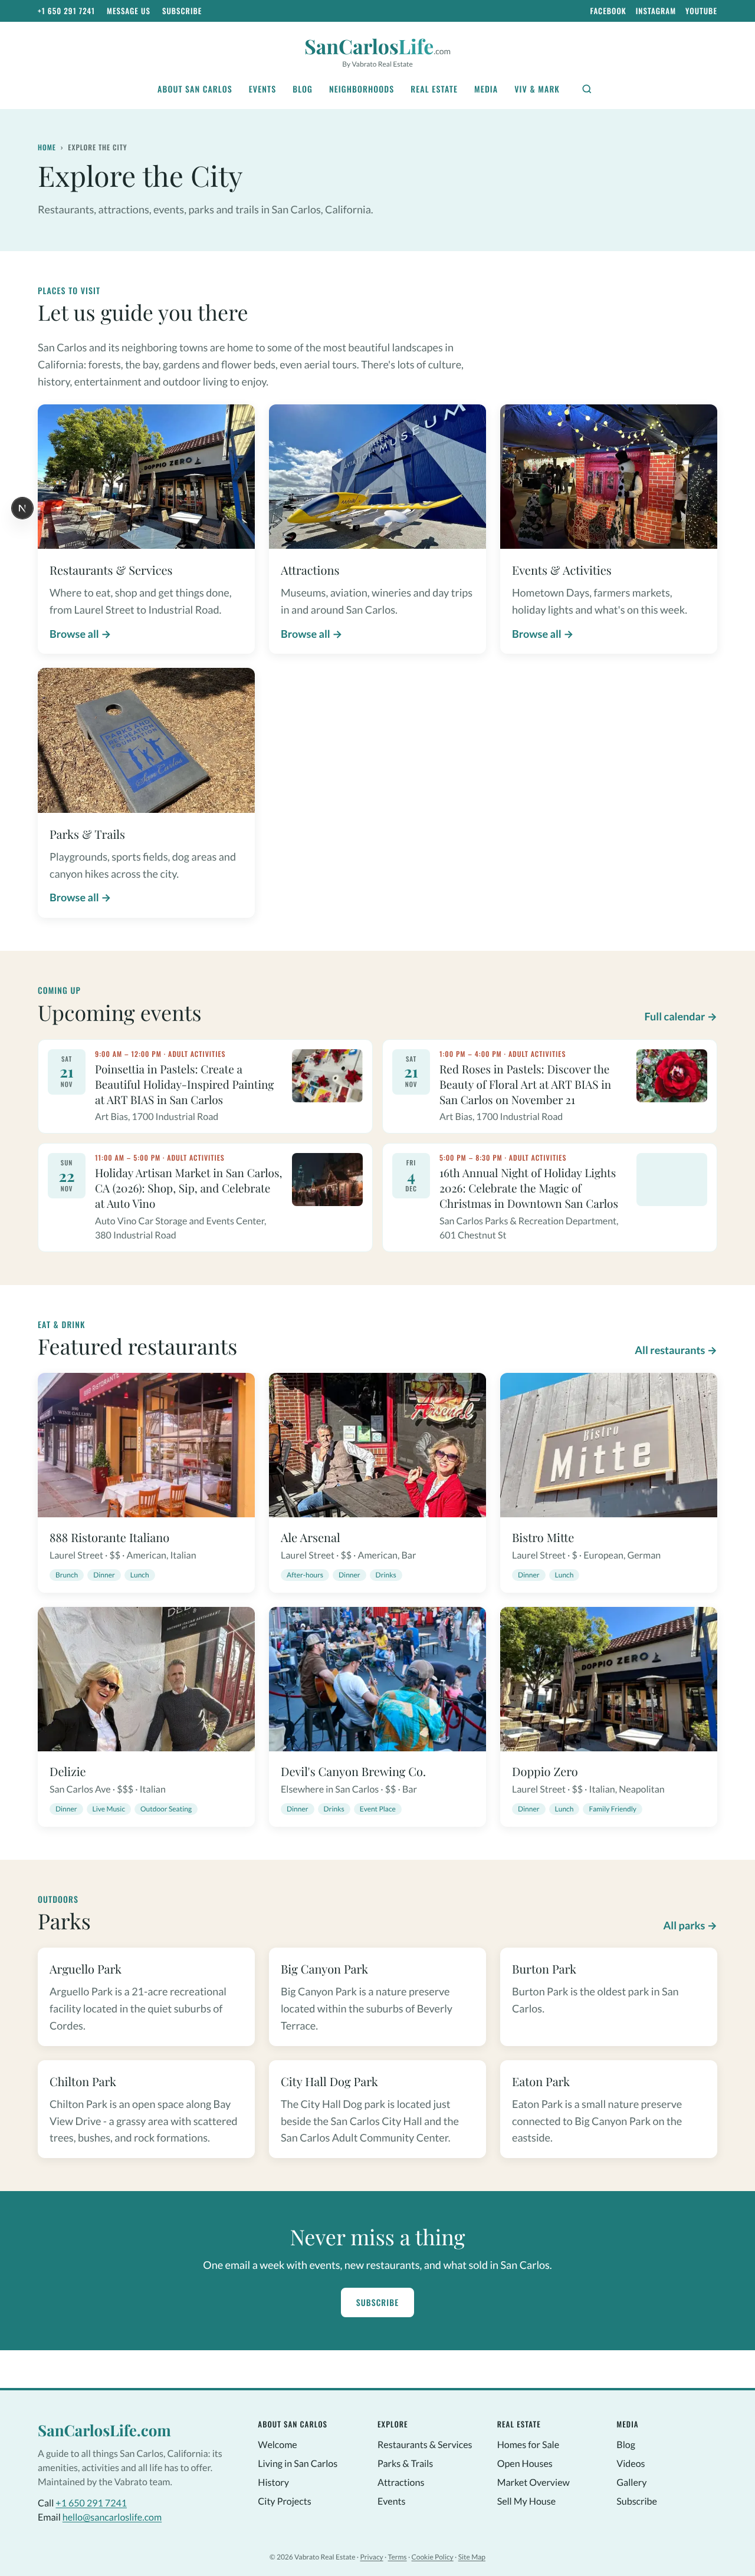 +1 650 291 7241 MESSAGE US SUBSCRIBE FACEBOOK INSTAGRAM YOUTUBE
SanCarlosLife.com
By Vabrato Real Estate
ABOUT SAN CARLOS EVENTS BLOG NEIGHBORHOODS REAL ESTATE MEDIA VIV & MARK
HOME › EXPLORE THE CITY
Explore the City
Restaurants, attractions, events, parks and trails in San Carlos, California.
PLACES TO VISIT
Let us guide you there
San Carlos and its neighboring towns are home to some of the most beautiful landscapes in
California: forests, the bay, gardens and flower beds, even aerial tours. There's lots of culture,
history, entertainment and outdoor living to enjoy.
DOPPIO ZERO
MUSEUM
N
Restaurants & Services
Where to eat, shop and get things done,
from Laurel Street to Industrial Road.
Browse all →
Attractions
Museums, aviation, wineries and day trips
in and around San Carlos.
Browse all →
Events & Activities
Hometown Days, farmers markets,
holiday lights and what's on this week.
Browse all →
PARKS AND
RECREATION
FOUNDATION
San Carlos
Parks & Trails
Playgrounds, sports fields, dog areas and
canyon hikes across the city.
Browse all →
COMING UP
Upcoming events
Full calendar →
SAT
21
NOV
9:00 AM – 12:00 PM · ADULT ACTIVITIES
Poinsettia in Pastels: Create a
Beautiful Holiday-Inspired Painting
at ART BIAS in San Carlos
Art Bias, 1700 Industrial Road
SAT
21
NOV
1:00 PM – 4:00 PM · ADULT ACTIVITIES
Red Roses in Pastels: Discover the
Beauty of Floral Art at ART BIAS in
San Carlos on November 21
Art Bias, 1700 Industrial Road
SUN
22
NOV
11:00 AM – 5:00 PM · ADULT ACTIVITIES
Holiday Artisan Market in San Carlos,
CA (2026): Shop, Sip, and Celebrate
at Auto Vino
Auto Vino Car Storage and Events Center,
380 Industrial Road
FRI
4
DEC
5:00 PM – 8:30 PM · ADULT ACTIVITIES
16th Annual Night of Holiday Lights
2026: Celebrate the Magic of
Christmas in Downtown San Carlos
San Carlos Parks & Recreation Department,
601 Chestnut St
EAT & DRINK
Featured restaurants
All restaurants →
Arsenal
Bistro
Mitte
888 Ristorante Italiano
Laurel Street · $$ · American, Italian
Brunch Dinner Lunch
Ale Arsenal
Laurel Street · $$ · American, Bar
After-hours Dinner Drinks
Bistro Mitte
Laurel Street · $ · European, German
Dinner Lunch
DOPPIO ZERO
Delizie
San Carlos Ave · $$$ · Italian
Dinner Live Music Outdoor Seating
Devil's Canyon Brewing Co.
Elsewhere in San Carlos · $$ · Bar
Dinner Drinks Event Place
Doppio Zero
Laurel Street · $$ · Italian, Neapolitan
Dinner Lunch Family Friendly
OUTDOORS
Parks
All parks →
Arguello Park
Arguello Park is a 21-acre recreational
facility located in the quiet suburbs of
Cordes.
Big Canyon Park
Big Canyon Park is a nature preserve
located within the suburbs of Beverly
Terrace.
Burton Park
Burton Park is the oldest park in San
Carlos.
Chilton Park
Chilton Park is an open space along Bay
View Drive - a grassy area with scattered
trees, bushes, and rock formations.
City Hall Dog Park
The City Hall Dog park is located just
beside the San Carlos City Hall and the
San Carlos Adult Community Center.
Eaton Park
Eaton Park is a small nature preserve
connected to Big Canyon Park on the
eastside.
Never miss a thing
One email a week with events, new restaurants, and what sold in San Carlos.
SUBSCRIBE
SanCarlosLife.com
A guide to all things San Carlos, California: its
amenities, activities and all life has to offer.
Maintained by the Vabrato team.
Call +1 650 291 7241
Email hello@sancarloslife.com
ABOUT SAN CARLOS
Welcome
Living in San Carlos
History
City Projects
EXPLORE
Restaurants & Services
Parks & Trails
Attractions
Events
REAL ESTATE
Homes for Sale
Open Houses
Market Overview
Sell My House
MEDIA
Blog
Videos
Gallery
Subscribe
© 2026 Vabrato Real Estate · Privacy · Terms · Cookie Policy · Site Map